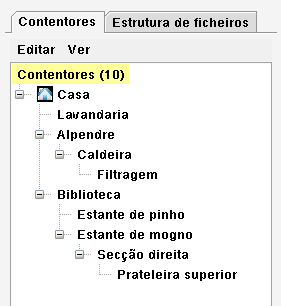 Contentores Estrutura de ficheiros
Editar Ver
Contentores (10)
Casa
Lavandaria
Alpendre
Caldeira
Filtragem
Biblioteca
Estante de pinho
Estante de mogno
Secção direita
Prateleira superior